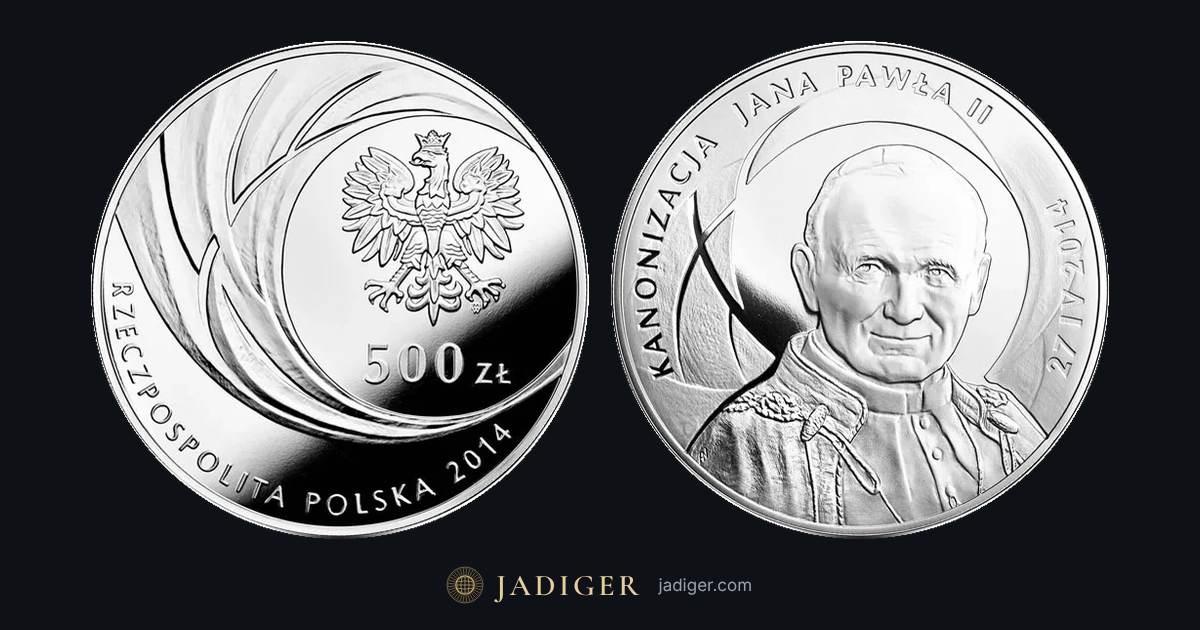 500 ZŁ
RZECZPOSPOLITA POLSKA 2014
KANONIZACJA JANA PAWŁA II
27 IV 2014
JADIGER jadiger.com